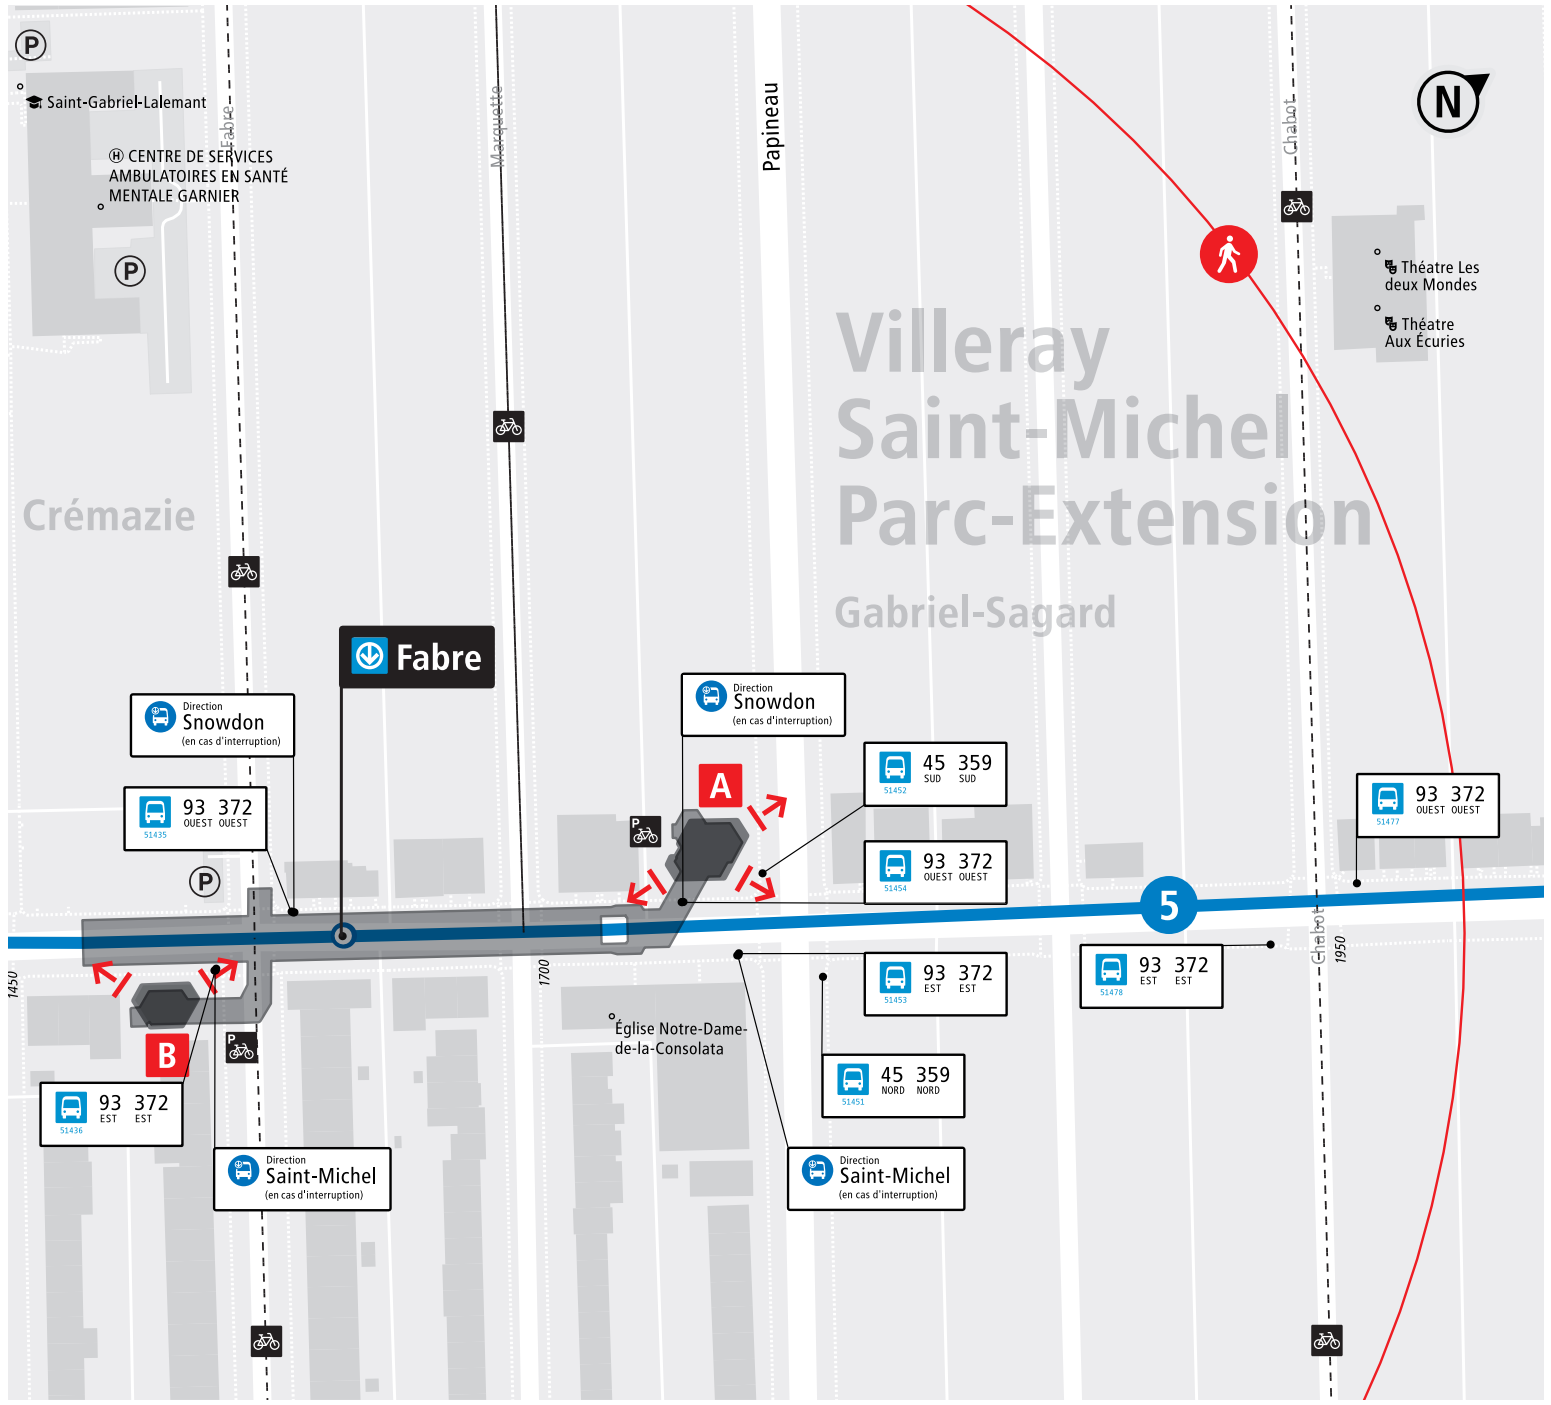 P
Saint-Gabriel-Lalemant
Fabre
Marquette
Papineau
Chabot
N
H CENTRE DE SERVICES
AMBULATOIRES EN SANTÉ
MENTALE GARNIER
P
Théatre Les
deux Mondes
Théatre
Aux Écuries
Villeray
Saint-Michel
Parc-Extension
Crémazie
Gabriel-Sagard
Fabre
Direction
Snowdon
(en cas d'interruption)
Direction
Snowdon
(en cas d'interruption)
93 372
OUEST OUEST
51435
A
45 359
SUD SUD
51452
93 372
OUEST OUEST
51477
P
P
93 372
OUEST OUEST
51454
5
Chabot
1450
1700
1950
93 372
EST EST
51453
93 372
EST EST
51478
Église Notre-Dame-
de-la-Consolata
B
P
45 359
NORD NORD
51451
93 372
EST EST
51436
Direction
Saint-Michel
(en cas d'interruption)
Direction
Saint-Michel
(en cas d'interruption)